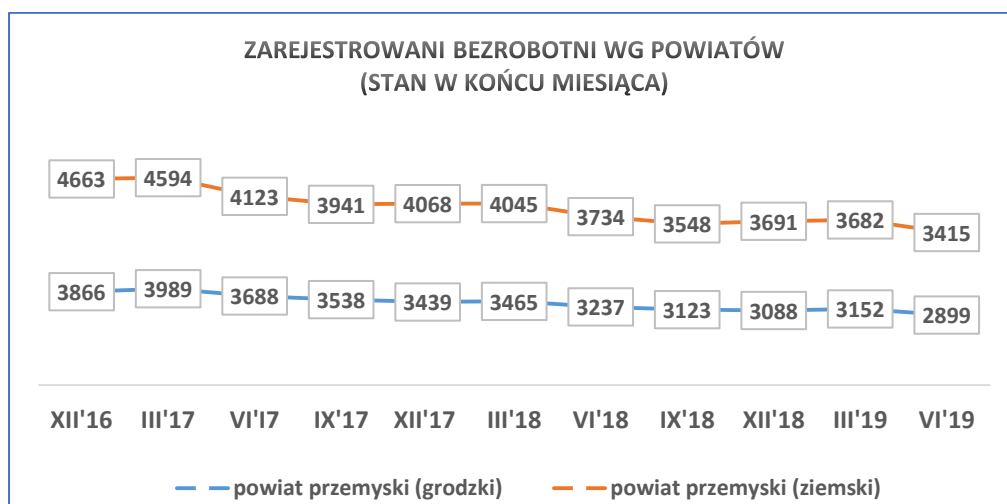 ZAREJESTROWANI BEZROBOTNI WG POWIATÓW
(STAN W KOŃCU MIESIĄCA)
4663 4594 4123 3941 4068 4045 3734 3548 3691 3682 3415
3866 3989 3688 3538 3439 3465 3237 3123 3088 3152 2899
XII'16 III'17 VI'I7 IX'17 XII'17 III'18 VI'18 IX'18 XII'18 III'19 VI'19
powiat przemyski (grodzki) powiat przemyski (ziemski)